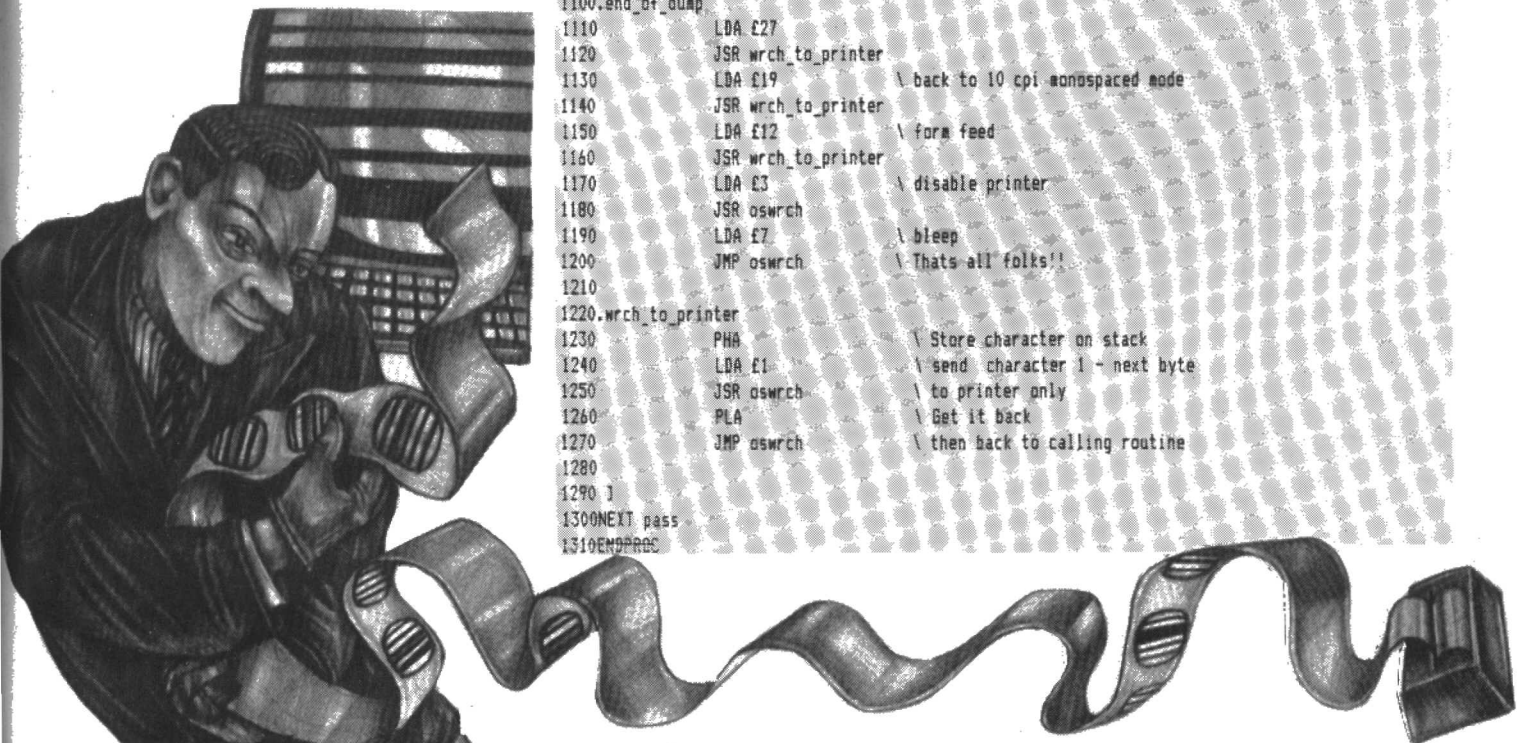 1100.end_of_dump
1110 LDA £27
1120 JSR wrch_to_printer
1130 LDA £19 \ back to 10 cpi monospaced mode
1140 JSR wrch_to_printer
1150 LDA £12 \ form feed
1160 JSR wrch_to_printer
1170 LDA £3 \ disable printer
1180 JSR oswrch
1190 LDA £7 \ bleep
1200 JMP oswrch \ Thats all folks!!
1210
1220.wrch_to_printer
1230 PHA \ Store character on stack
1240 LDA £1 \ send character 1 - next byte
1250 JSR oswrch \ to printer only
1260 PLA \ Get it back
1270 JMP oswrch \ then back to calling routine
1280
1290 ]
1300NEXT pass
1310ENDPROC